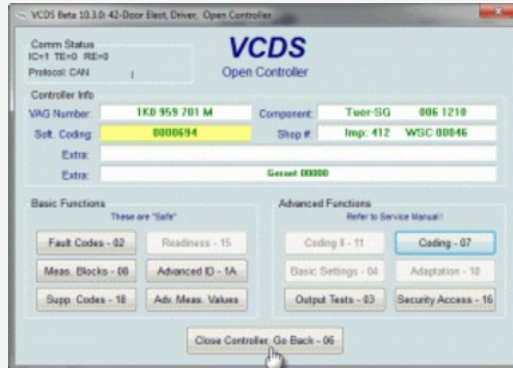 VCDS Beta 10.3.0: 42-Door Elect, Driver, Open Controller
Comm Status
IC=1 TE=0 RE=0
Protocol: CAN
VCDS
Open Controller
Controller Info
VAG Number: 1K0 959 701 M Component: Tuer-SG 006 1210
Soft. Coding: 0000694 Shop #: Imp: 412 WSC 00046
Extra:
Extra: Geraet 00000
Basic Functions
These are "Safe"
Fault Codes - 02 Readiness - 15
Meas. Blocks - 08 Advanced ID - 1A
Supp. Codes - 18 Adv. Meas. Values
Advanced Functions
Refer to Service Manual!
Coding II - 11 Coding - 07
Basic Settings - 04 Adaptation - 10
Output Tests - 03 Security Access - 16
Close Controller, Go Back - 06